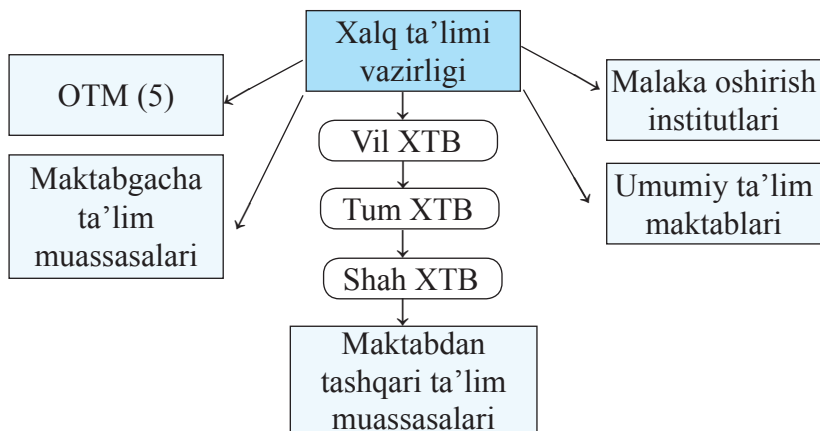 Xalq ta’limi
vazirligi
OTM (5)
Malaka oshirish
institutlari
Vil XTB
Maktabgacha
ta’lim
muassasalari
Umumiy ta’lim
maktablari
Tum XTB
Shah XTB
Maktabdan
tashqari ta’lim
muassasalari